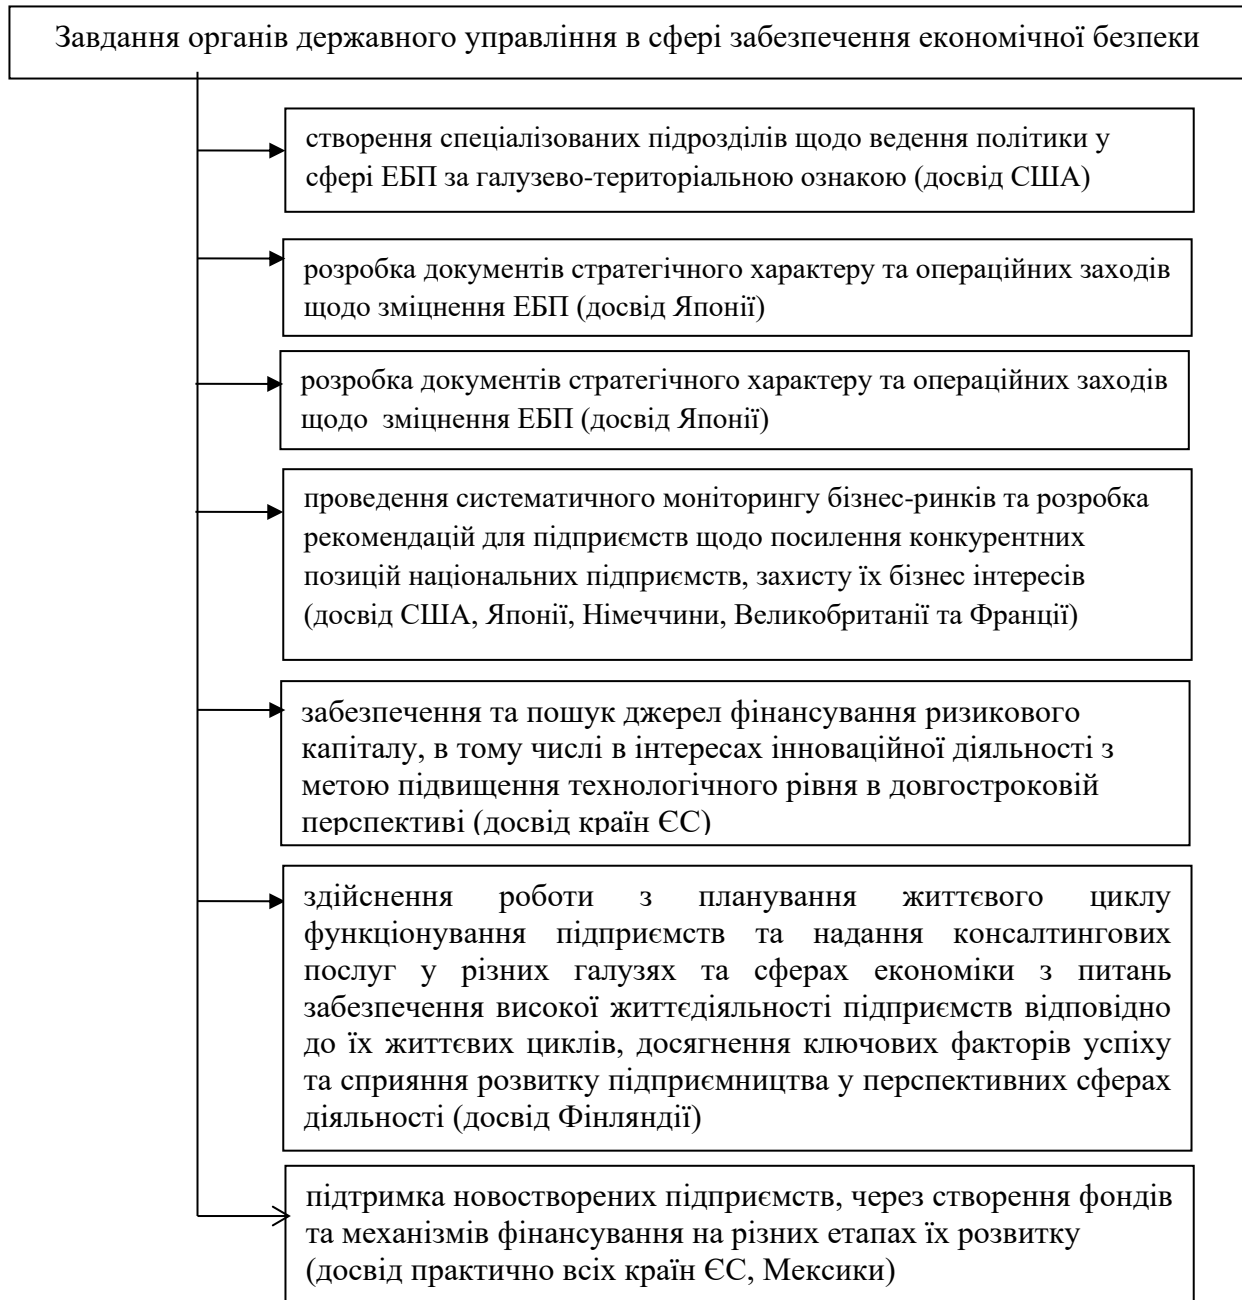 Завдання органів державного управління в сфері забезпечення економічної безпеки
створення спеціалізованих підрозділів щодо ведення політики у
сфері ЕБП за галузево-територіальною ознакою (досвід США)
розробка документів стратегічного характеру та операційних заходів
щодо зміцнення ЕБП (досвід Японії)
розробка документів стратегічного характеру та операційних заходів
щодо зміцнення ЕБП (досвід Японії)
проведення систематичного моніторингу бізнес-ринків та розробка
рекомендацій для підприємств щодо посилення конкурентних
позицій національних підприємств, захисту їх бізнес інтересів
(досвід США, Японії, Німеччини, Великобританії та Франції)
забезпечення та пошук джерел фінансування ризикового
капіталу, в тому числі в інтересах інноваційної діяльності з
метою підвищення технологічного рівня в довгостроковій
перспективі (досвід країн ЄС)
здійснення роботи з планування життєвого циклу
функціонування підприємств та надання консалтингових
послуг у різних галузях та сферах економіки з питань
забезпечення високої життєдіяльності підприємств відповідно
до їх життєвих циклів, досягнення ключових факторів успіху
та сприяння розвитку підприємництва у перспективних сферах
діяльності (досвід Фінляндії)
підтримка новостворених підприємств, через створення фондів
та механізмів фінансування на різних етапах їх розвитку
(досвід практично всіх країн ЄС, Мексики)